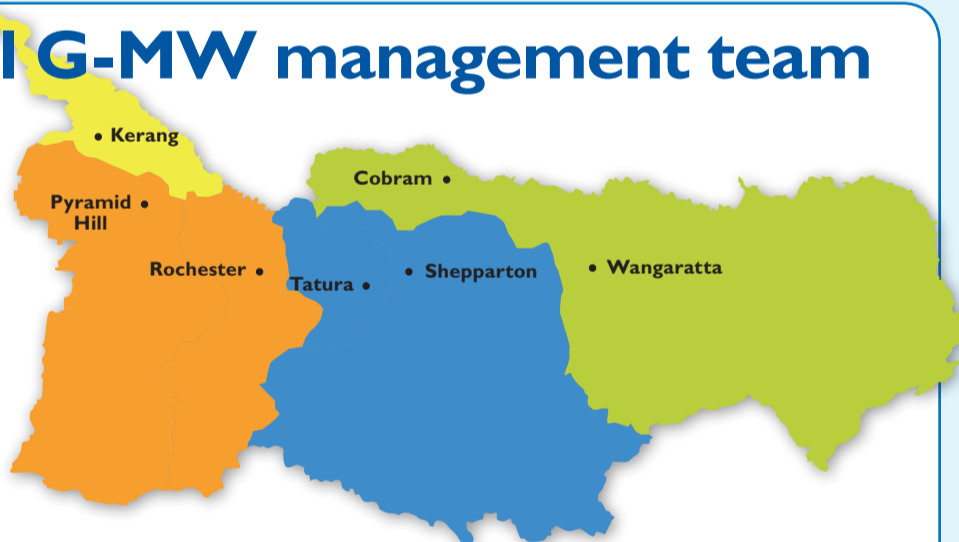 G-MW management team
Kerang
Cobram
Pyramid
Hill
Rochester
Shepparton
Wangaratta
Tatura